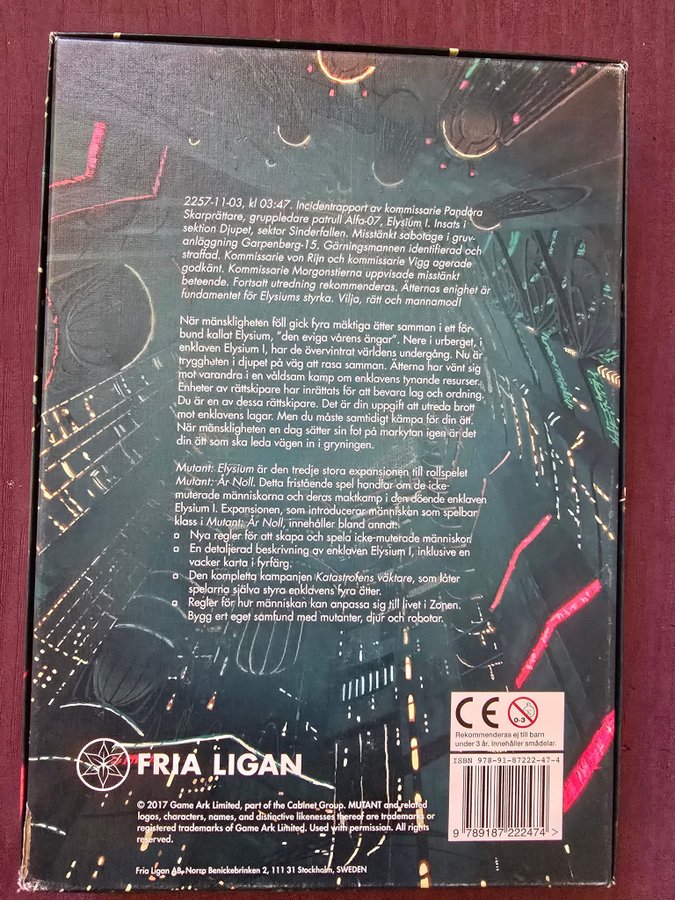 2257-11-03, kl 03:47. Incidentrapport av kommissarie Pandora
Skarprättare, gruppledare patrull Alfa-07, Elysium I. Insats i
sektion Djupet, sektor Sinderfallen. Misstänkt sabotage i gruv-
anläggning Garpenberg-15. Gärningsmannen identifierad och
straffad. Kommissarie von Rijn och kommissarie Vigg agerade
godkänt. Kommissarie Morgonstierna uppvisade misstänkt
beteende. Fortsatt utredning rekommenderas. Ätternas enighet är
fundamentet för Elysiums styrka. Vilja, rätt och mannamod!
När mänskligheten föll gick fyra mäktiga ätter samman i ett för-
bund kallat Elysium, ”den eviga vårens ängar”. Nere i urberget, i
enklaven Elysium I, har de övervintrat världens undergång. Nu är
tryggheten i djupet på väg att rasa samman. Ätterna har vänt sig
mot varandra i en våldsam kamp om enklavens tynande resurser.
Enheter av rättskipare har inrättats för att bevara lag och ordning.
Du är en av dessa rättskipare. Det är din uppgift att utreda brott
mot enklavens lagar. Men du måste samtidigt kämpa för din ätt.
När mänskligheten en dag sätter sin fot på markytan igen är det
din ätt som ska leda vägen in i gryningen.
Mutant: Elysium är den tredje stora expansionen till rollspelet
Mutant: År Noll. Detta fristående spel handlar om de icke-
muterade människorna och deras maktkamp i den döende enklaven
Elysium I. Expansionen, som introducerar människan som spelbar
klass i Mutant: År Noll, innehåller bland annat:
▫ Nya regler för att skapa och spela icke-muterade människor.
▫ En detaljerad beskrivning av enklaven Elysium I, inklusive en
vacker karta i fyrfärg.
▫ Den kompletta kampanjen Katastrofens väktare, som låter
spelarna själva styra enklavens fyra ätter.
▫ Regler för hur människan kan anpassa sig till livet i Zonen.
Bygg ert eget samfund med mutanter, djur och robotar.
CE
0-3
Rekommenderas ej till barn
under 3 år. Innehåller smådelar.
ISBN 978-91-87222-47-4
9 789187 222474 >
FRIA LIGAN
© 2017 Game Ark Limited, part of the Cabinet Group. MUTANT and related
logos, characters, names, and distinctive likenesses thereof are trademarks or
registered trademarks of Game Ark Limited. Used with permission. All rights
reserved.
Fria Ligan AB, Norra Benickebrinken 2, 111 31 Stockholm, SWEDEN